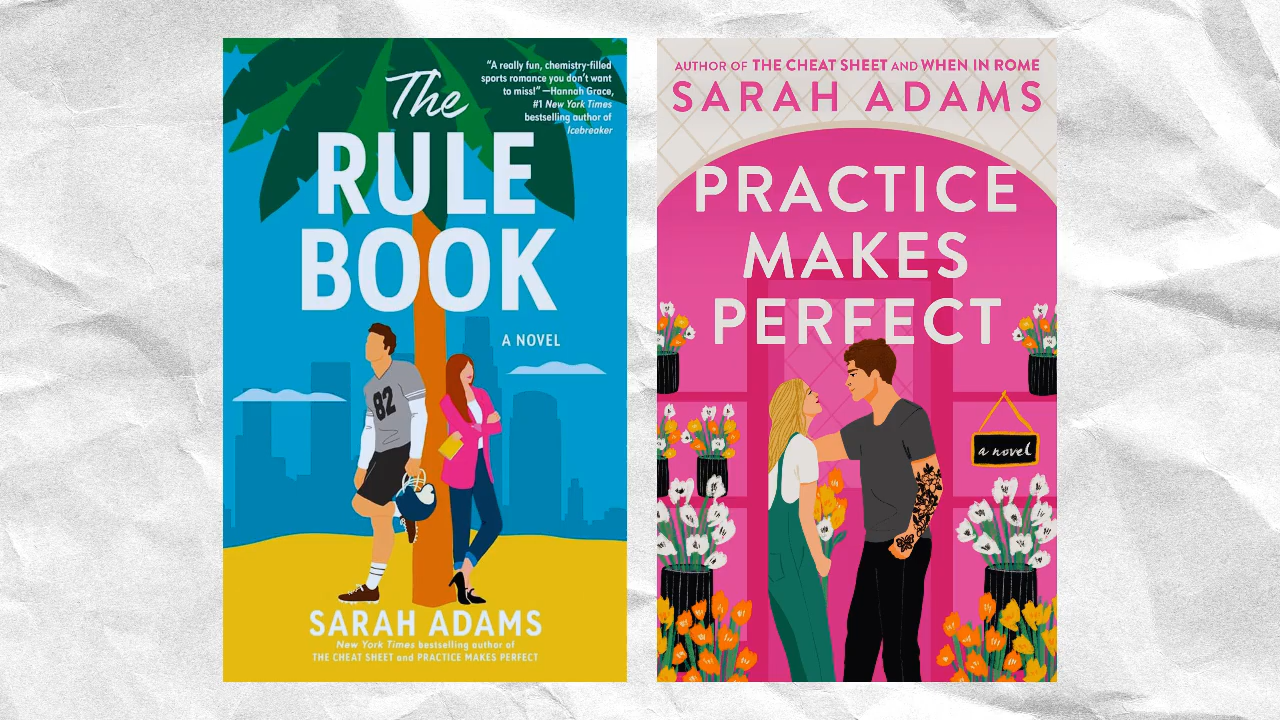 The
RULE
BOOK
"A really fun, chemistry-filled
sports romance you don't want
to miss!" —Hannah Grace,
#1 New York Times
bestselling author of
Icebreaker
A NOVEL
82
SARAH ADAMS
New York Times bestselling author of
THE CHEAT SHEET and PRACTICE MAKES PERFECT
AUTHOR OF THE CHEAT SHEET AND WHEN IN ROME
SARAH ADAMS
PRACTICE
MAKES
PERFECT
a novel